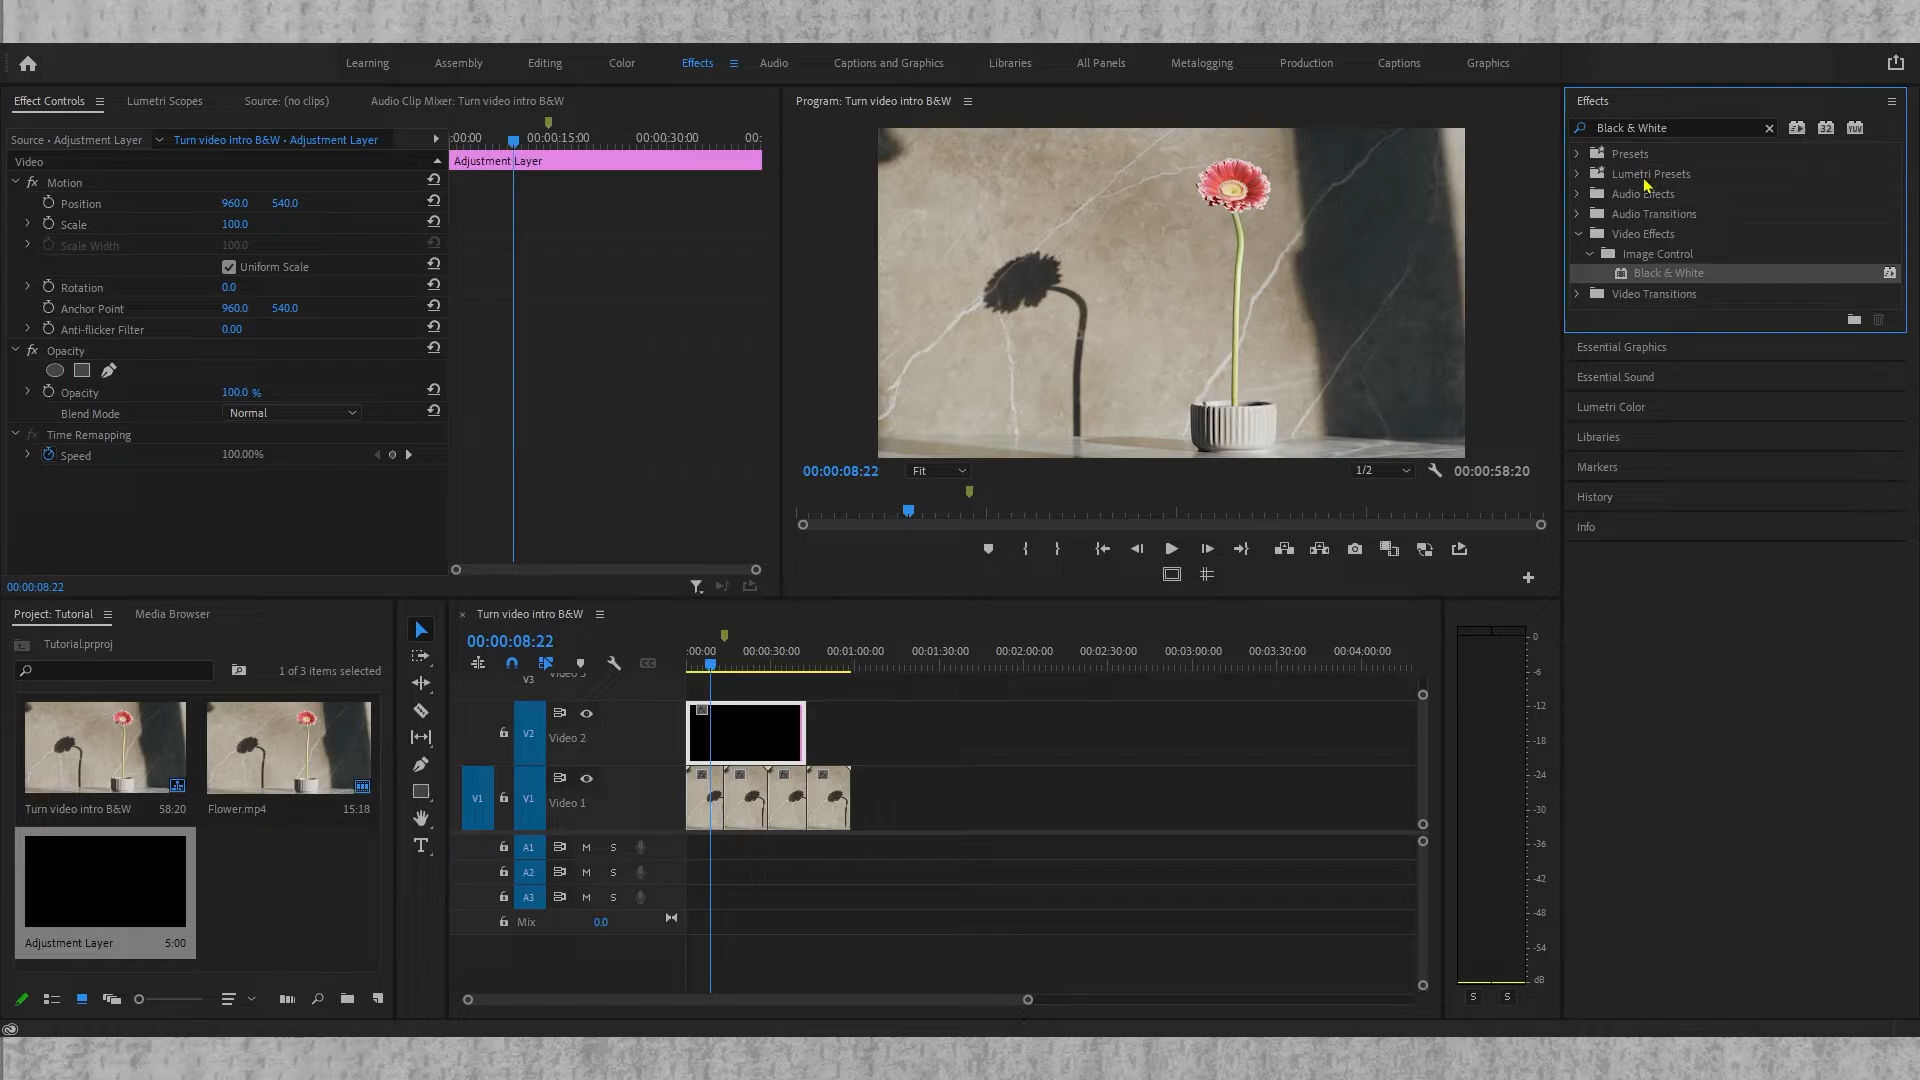 Learning Assembly Editing Color Effects Audio Captions and Graphics Libraries All Panels Metalogging Production Captions Graphics
Effect Controls Lumetri Scopes Source: (no clips) Audio Clip Mixer: Turn video intro B&W
Source • Adjustment Layer Turn video intro B&W • Adjustment Layer
:00:00 00:00:15:00 00:00:30:00 00:
Adjustment Layer
Video
fx Motion
Position 960.0 540.0
Scale 100.0
Scale Width 100.0
Uniform Scale
Rotation 0.0
Anchor Point 960.0 540.0
Anti-flicker Filter 0.00
fx Opacity
Opacity 100.0 %
Blend Mode Normal
fx Time Remapping
Speed 100.00%
00:00:08:22
Program: Turn video intro B&W
00:00:08:22 Fit 1/2 00:00:58:20
Effects
Black & White 32 YUV
Presets
Lumetri Presets
Audio Effects
Audio Transitions
Video Effects
Image Control
Black & White
Video Transitions
Essential Graphics
Essential Sound
Lumetri Color
Libraries
Markers
History
Info
Project: Tutorial Media Browser
Tutorial.prproj
1 of 3 items selected
Turn video intro B&W 58:20 Flower.mp4 15:18
Adjustment Layer 5:00
T
× Turn video intro B&W
00:00:08:22
:00:00 00:00:30:00 00:01:00:00 00:01:30:00 00:02:00:00 00:02:30:00 00:03:00:00 00:03:30:00 00:04:00:00
CC
V3 Video 3
V2 Video 2
fx
V1 V1 Video 1
fx fx fx fx
A1 M S
A2 M S
A3 M S
Mix 0.0
0
-6
-12
-18
-24
-30
-36
-42
-48
-54
dB
S S